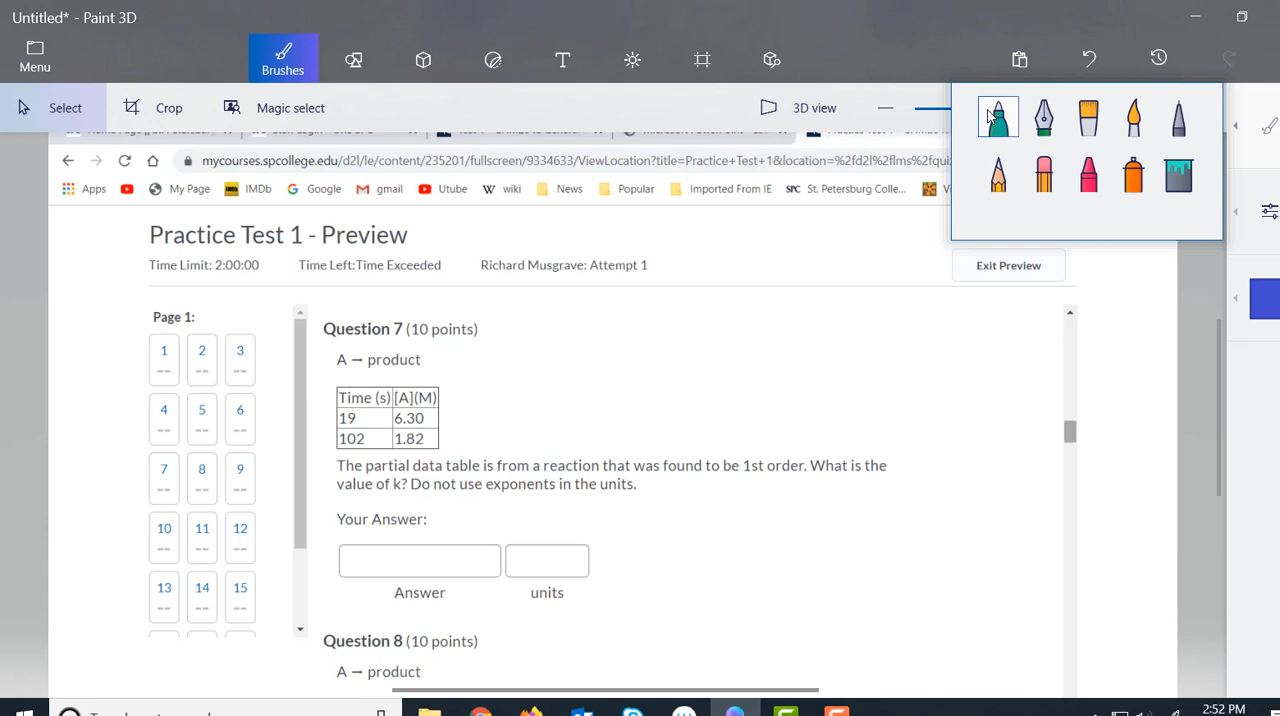 Untitled* - Paint 3D
Menu
Brushes
Select
Crop
Magic select
3D view
mycourses.spcollege.edu/d2l/le/content/235201/fullscreen/9334633/ViewLocation?title=Practice+Test+1&location=%2fd2l%2flms%2fqui
Apps
My Page
IMDb
Google
gmail
Utube
wiki
News
Popular
Imported From IE
St. Petersburg College
Practice Test 1 - Preview
Time Limit: 2:00:00
Time Left:Time Exceeded
Richard Musgrave: Attempt 1
Exit Preview
Page 1:
1 2 3
-- -- --
4 5 6
-- -- --
7 8 9
-- -- --
10 11 12
-- -- --
13 14 15
-- -- --
Question 7 (10 points)
A → product
Time (s) [A](M)
19 6.30
102 1.82
The partial data table is from a reaction that was found to be 1st order. What is the
value of k? Do not use exponents in the units.
Your Answer:
Answer
units
Question 8 (10 points)
A → product
2:52 PM